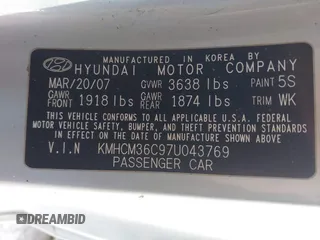 MANUFACTURED IN KOREA BY
HYUNDAI MOTOR COMPANY
MAR/20/07 GVWR 3638 lbs PAINT 5S
GAWR FRONT 1918 lbs GAWR REAR 1874 lbs TRIM WK
THIS VEHICLE CONFORMS TO ALL APPLICABLE U.S.A. FEDERAL
MOTOR VEHICLE SAFETY, BUMPER, AND THEFT PREVENTION STANDARDS
IN EFFECT ON THE DATE OF MANUFACTURE SHOWN ABOVE.
V.I.N KMHCM36C97U043769
PASSENGER CAR
DREAMBID